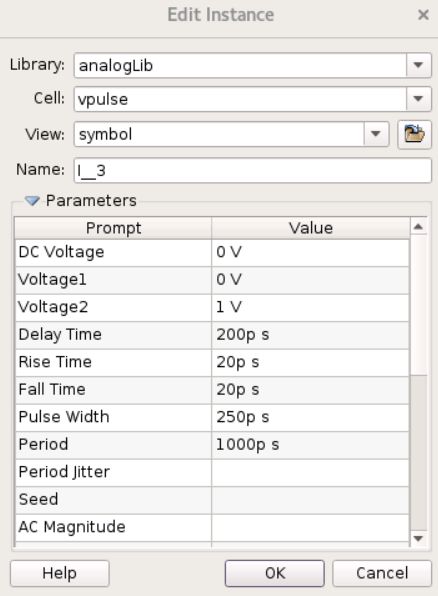 Edit Instance ×
Library: analogLib
Cell: vpulse
View: symbol
Name: I__3
Parameters
Prompt Value
DC Voltage 0 V
Voltage1 0 V
Voltage2 1 V
Delay Time 200p s
Rise Time 20p s
Fall Time 20p s
Pulse Width 250p s
Period 1000p s
Period Jitter
Seed
AC Magnitude
Help OK Cancel